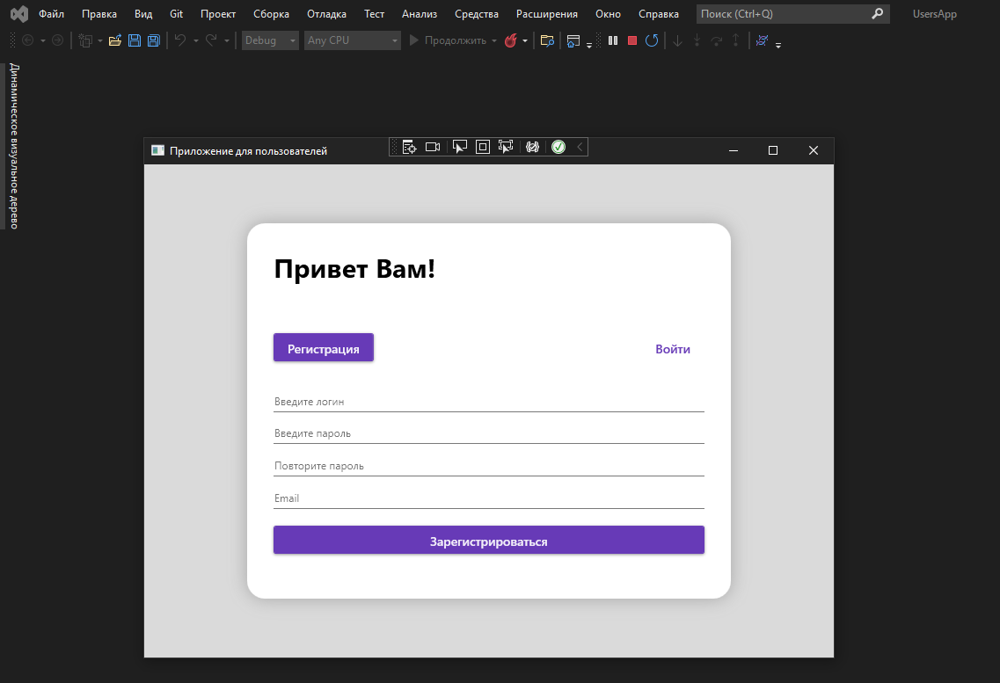 Файл Правка Вид Git Проект Сборка Отладка Тест Анализ Средства Расширения Окно Справка Поиск (Ctrl+Q) UsersApp
Debug Any CPU Продолжить
Динамическое визуальное дерево
Приложение для пользователей
Привет Вам!
Регистрация Войти
Введите логин
Введите пароль
Повторите пароль
Email
Зарегистрироваться